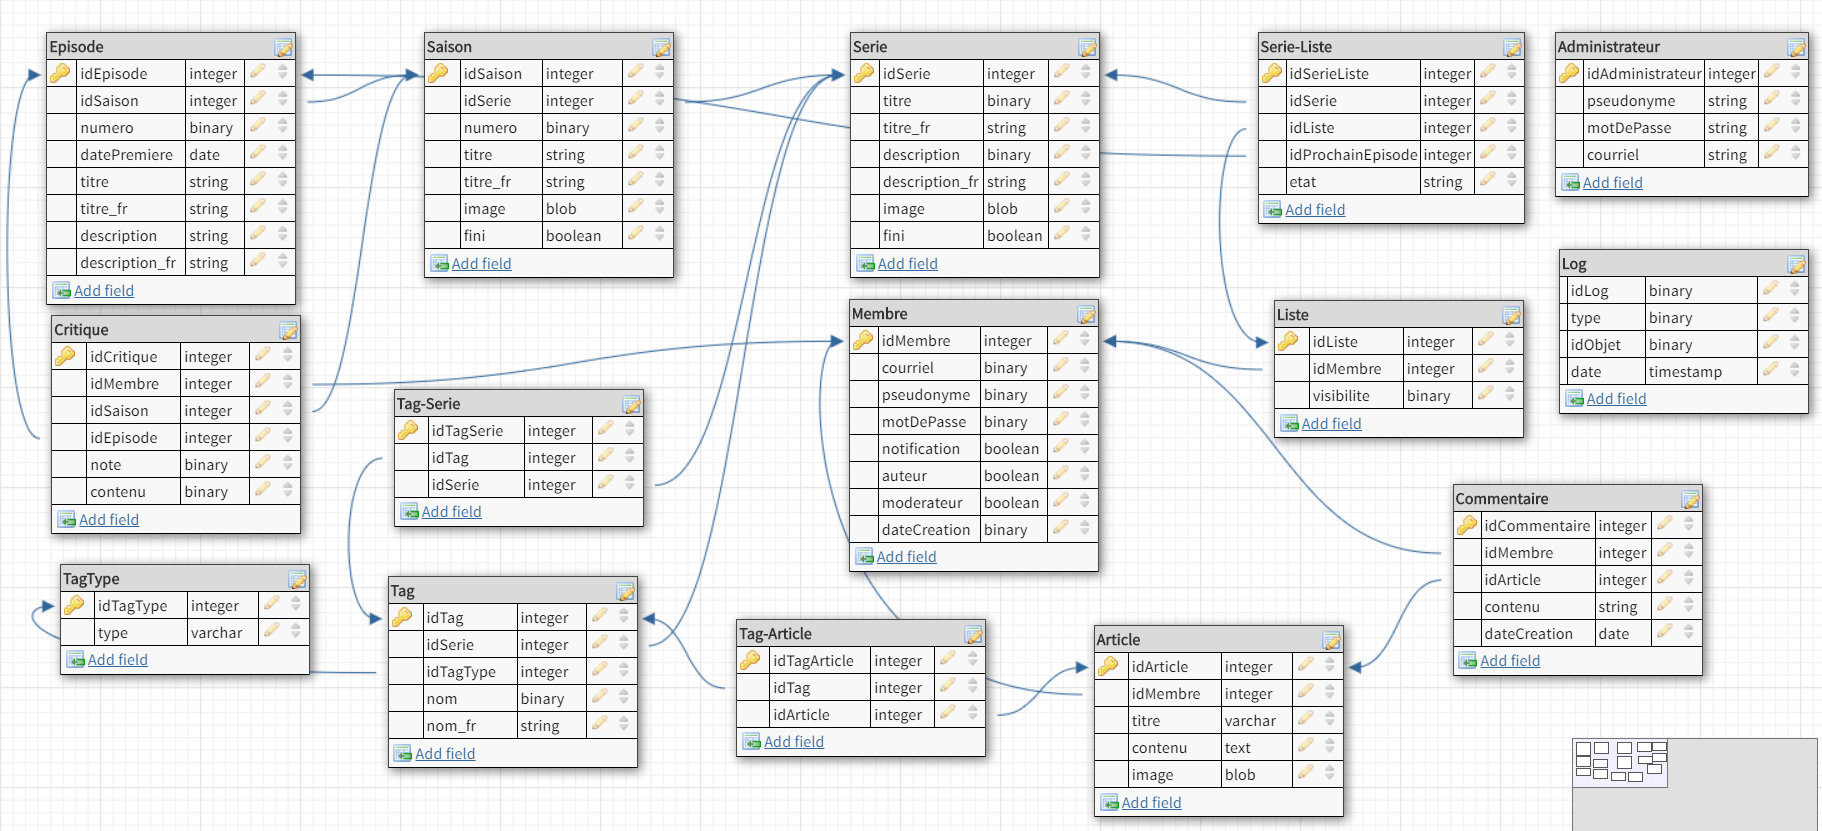 Episode
idEpisode integer
idSaison integer
numero binary
datePremiere date
titre string
titre_fr string
description string
description_fr string
Add field
Saison
idSaison integer
idSerie integer
numero binary
titre string
titre_fr string
image blob
fini boolean
Add field
Serie
idSerie integer
titre binary
titre_fr string
description binary
description_fr string
image blob
fini boolean
Add field
Serie-Liste
idSerieListe integer
idSerie integer
idListe integer
idProchainEpisode integer
etat string
Add field
Administrateur
idAdministrateur integer
pseudonyme string
motDePasse string
courriel string
Add field
Critique
idCritique integer
idMembre integer
idSaison integer
idEpisode integer
note binary
contenu binary
Add field
Tag-Serie
idTagSerie integer
idTag integer
idSerie integer
Add field
Membre
idMembre integer
courriel binary
pseudonyme binary
motDePasse binary
notification boolean
auteur boolean
moderateur boolean
dateCreation binary
Add field
Liste
idListe integer
idMembre integer
visibilite binary
Add field
Log
idLog binary
type binary
idObjet binary
date timestamp
Add field
TagType
idTagType integer
type varchar
Add field
Tag
idTag integer
idSerie integer
idTagType integer
nom binary
nom_fr string
Add field
Tag-Article
idTagArticle integer
idTag integer
idArticle integer
Add field
Article
idArticle integer
idMembre integer
titre varchar
contenu text
image blob
Add field
Commentaire
idCommentaire integer
idMembre integer
idArticle integer
contenu string
dateCreation date
Add field